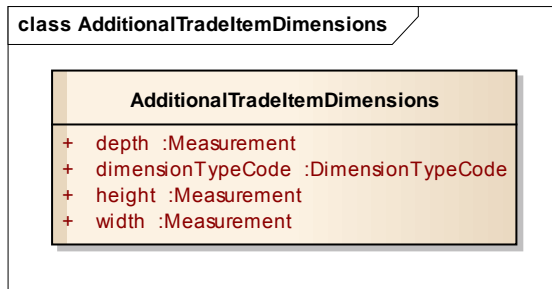 class AdditionalTradeItemDimensions
AdditionalTradeItemDimensions
+ depth :Measurement
+ dimensionTypeCode :DimensionTypeCode
+ height :Measurement
+ width :Measurement